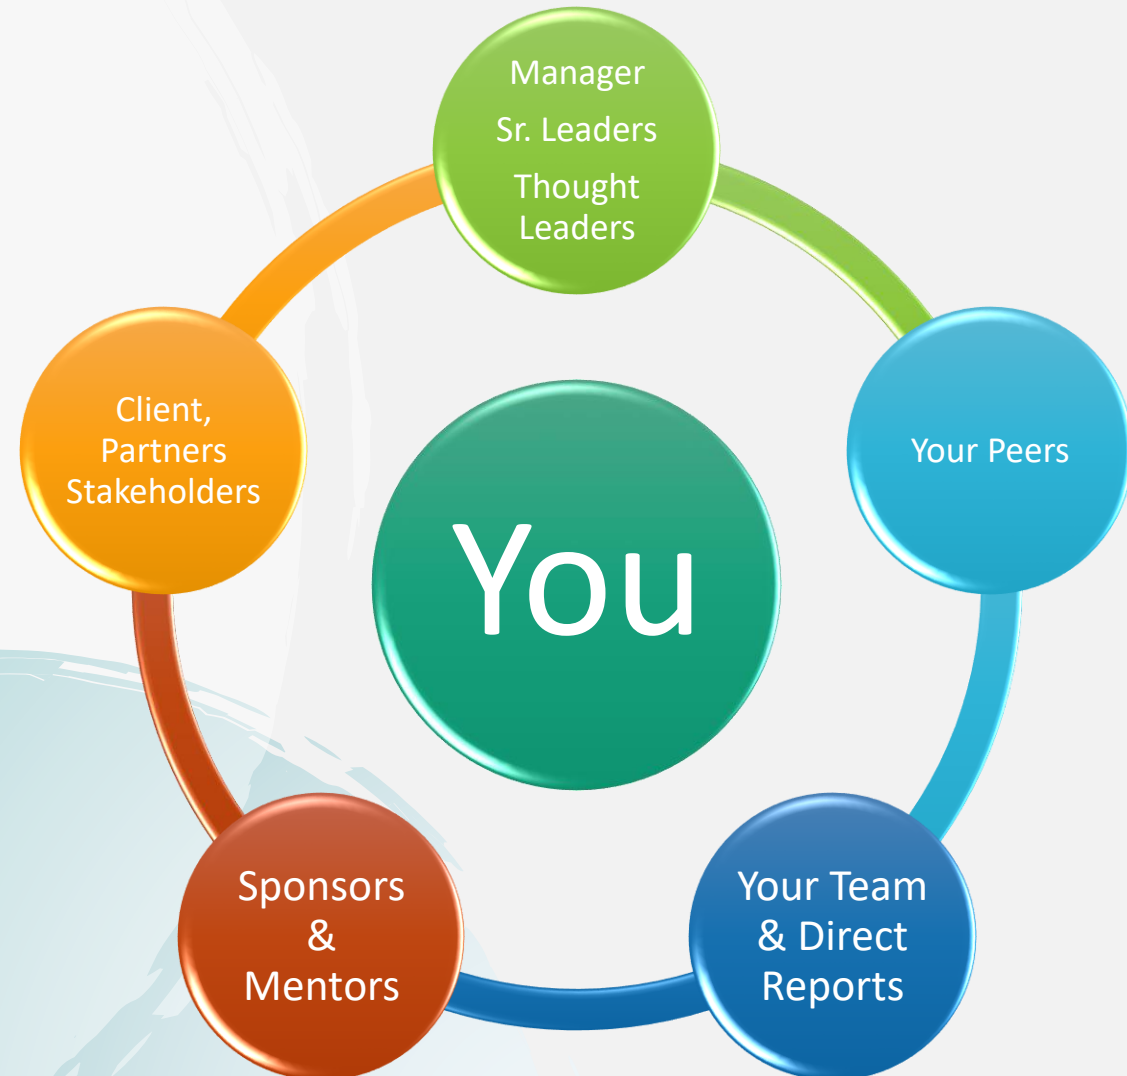 Manager
Sr. Leaders
Thought
Leaders
Your Peers
Your Team
& Direct
Reports
Sponsors
&
Mentors
Client,
Partners
Stakeholders
You